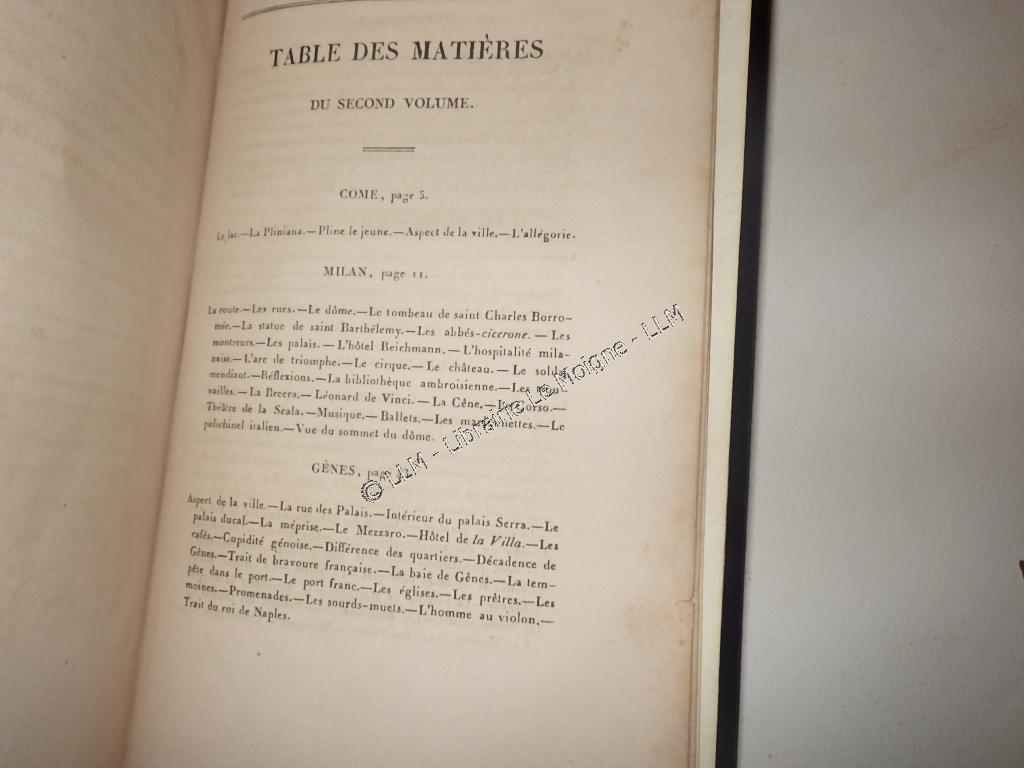 TABLE DES MATIÈRES
DU SECOND VOLUME.
COME, page 5.
Le lac.—La Pliniana.—Pline le jeune.—Aspect de la ville.—L'allégorie.
MILAN, page 11.
La route.—Les rues.—Le dôme.—Le tombeau de saint Charles Borro-
mée.—La statue de saint Barthélemy.—Les abbés-cicerone.—Les
montreurs.—Les palais.—L'hôtel Reichmann.—L'hospitalité mila-
naise.—L'arc de triomphe.—Le cirque.—Le château.—Le soldat
mendiant.—Réflexions.—La bibliothèque ambroisienne.—Les
vailles.—La Brera.—Léonard de Vinci.—La Cène.—Le Corso.—
Théâtre de la Scala.—Musique.—Ballets.—Les marionnettes.—Le
polichinel italien.—Vue du sommet du dôme.
GÊNES, page
Aspect de la ville.—La rue des Palais.—Intérieur du palais Serra.—Le
palais ducal.—La méprise.—Le Mezzaro.—Hôtel de la Villa.—Les
cafés.—Cupidité génoise.—Différence des quartiers.—Décadence de
Gênes.—Trait de bravoure française.—La baie de Gênes.—La tem-
pête dans le port.—Le port franc.—Les églises.—Les prêtres.—Les
moines.—Promenades.—Les sourds-muets.—L'homme au violon.—
Trait du roi de Naples.
© LLM - Librairie Le Moigne - LLM